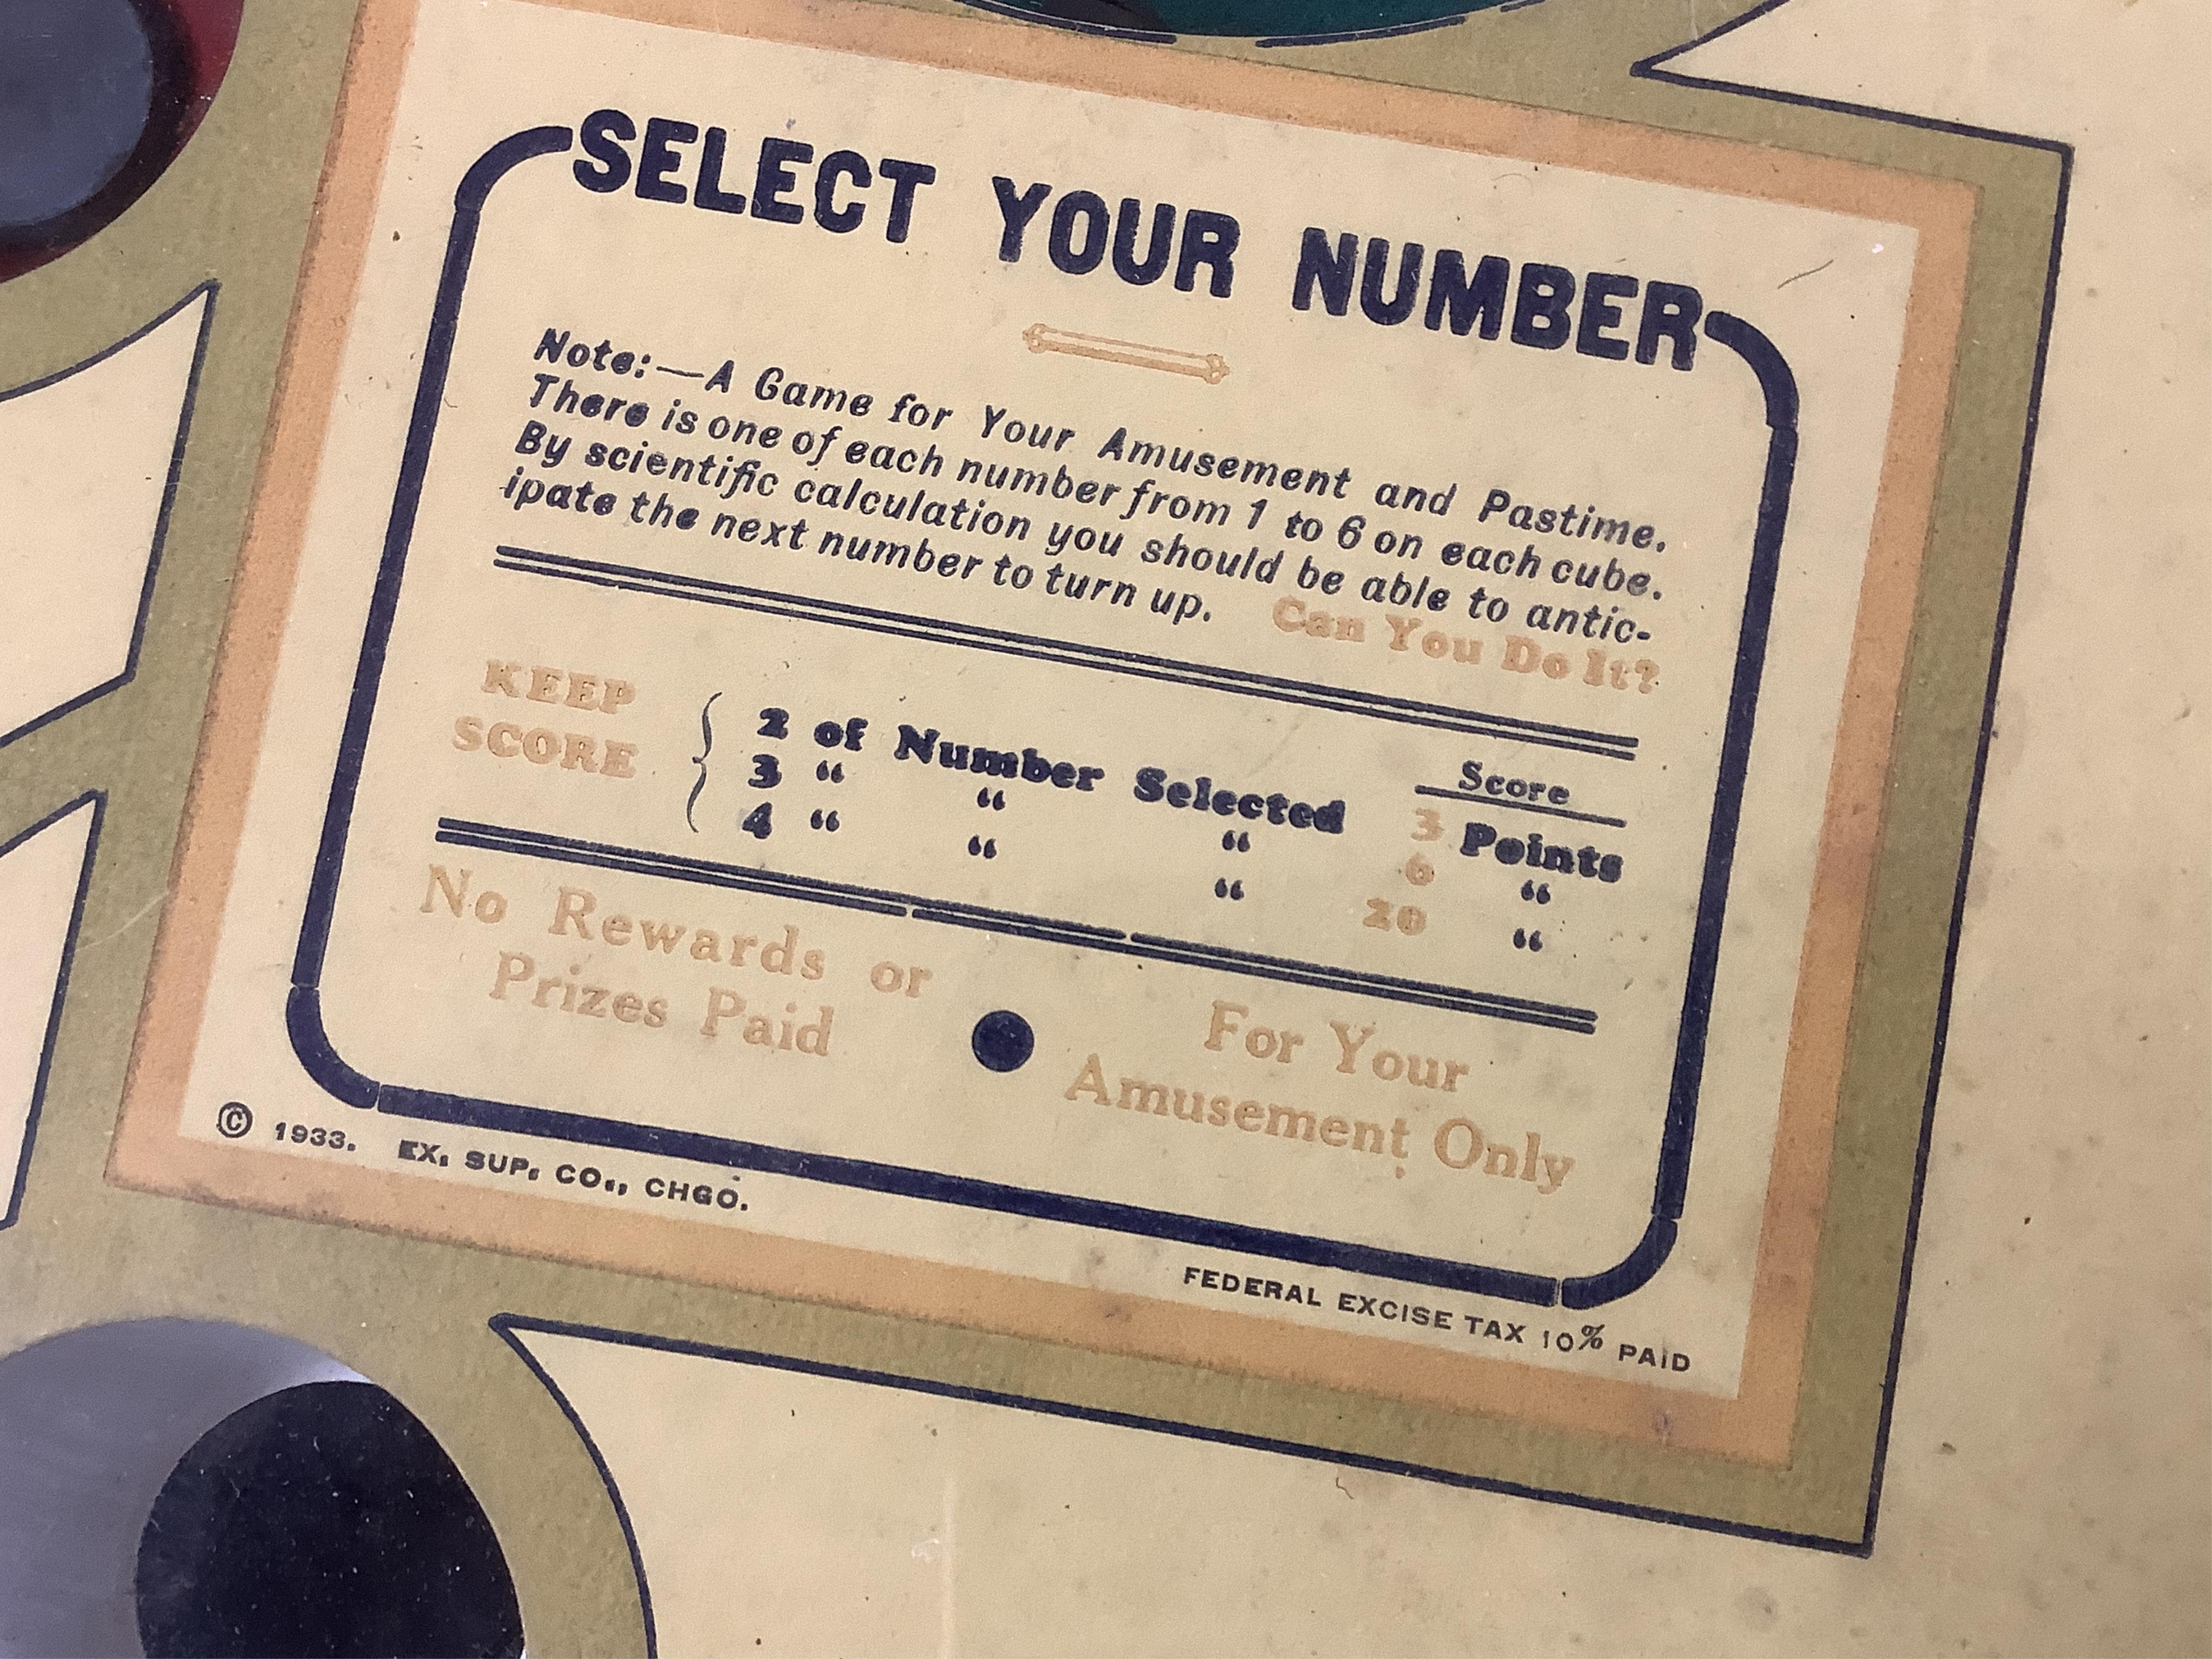 SELECT YOUR NUMBER
Note:—A Game for Your Amusement and Pastime.
There is one of each number from 1 to 6 on each cube.
By scientific calculation you should be able to antic-
ipate the next number to turn up. Can You Do It?
KEEP
SCORE
Score
2 of Number Selected 3 Points
3 “ “ “ 6 “
4 “ “ “ 20 “
No Rewards or
Prizes Paid
For Your
Amusement Only
© 1933. EX. SUP. CO., CHGO.
FEDERAL EXCISE TAX 10% PAID